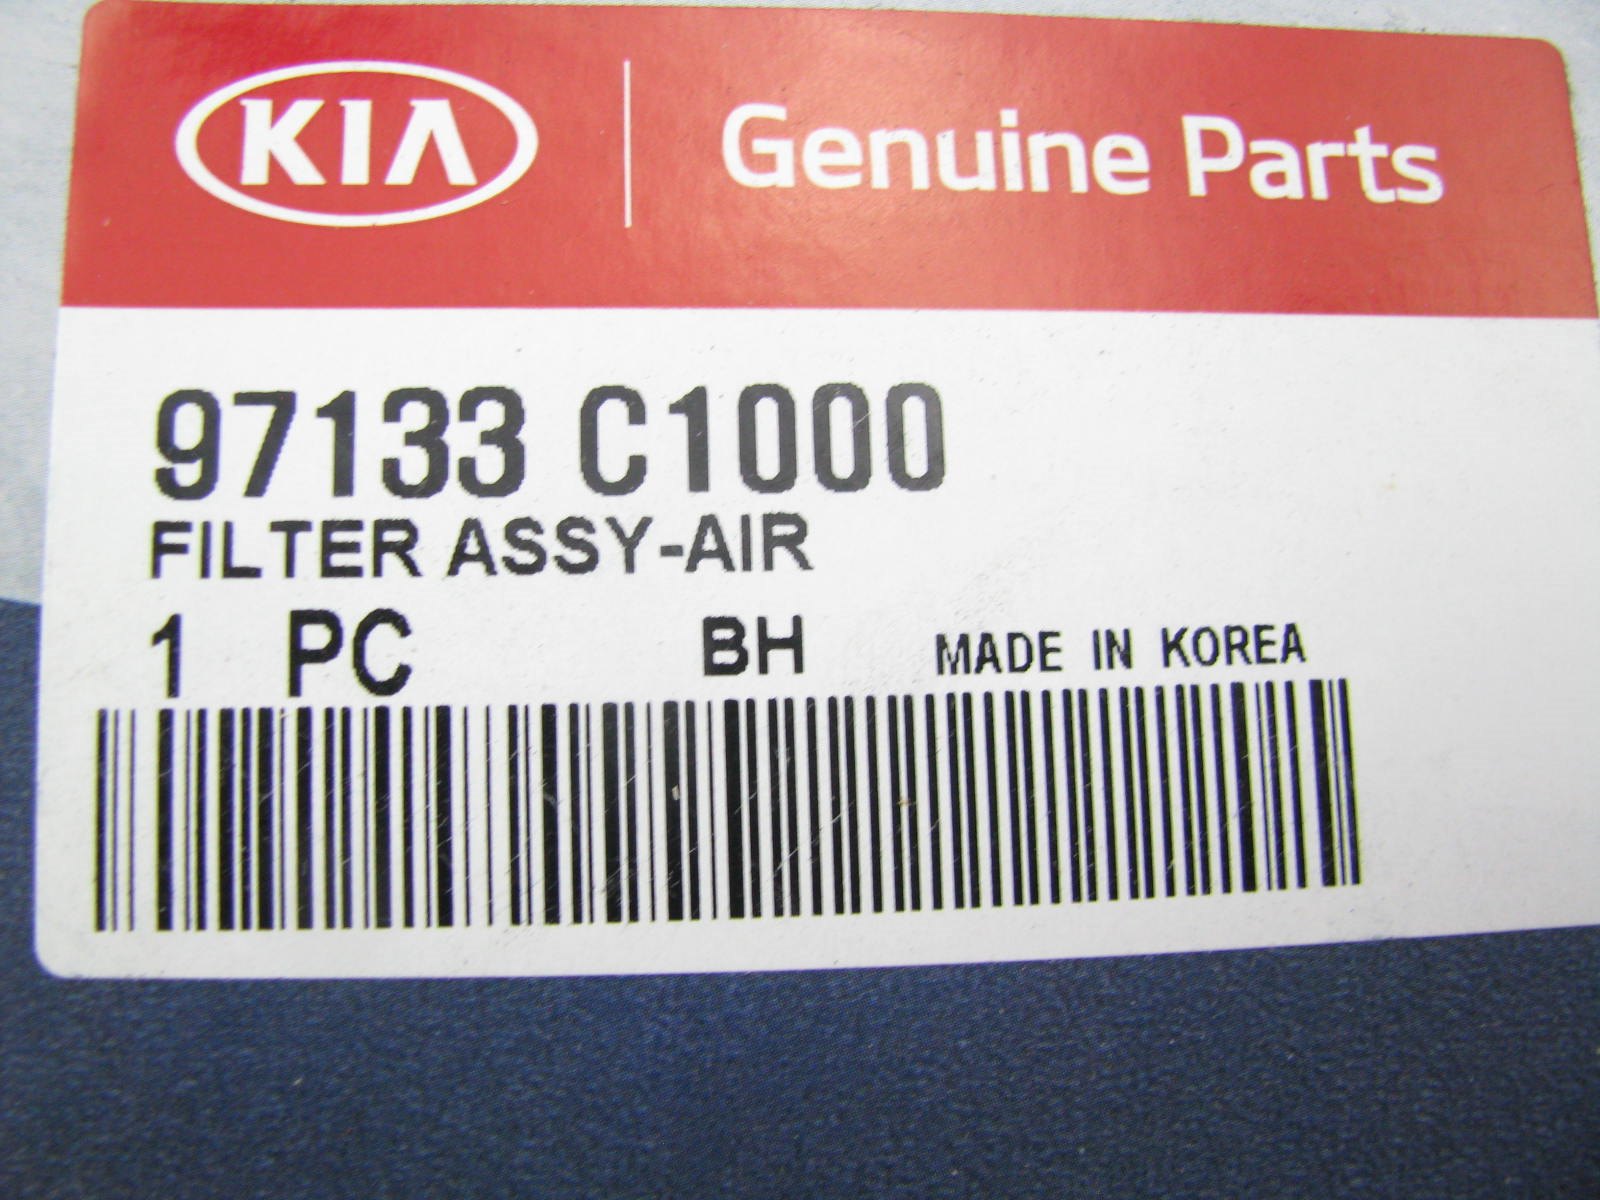 KIA Genuine Parts
97133 C1000
FILTER ASSY-AIR
1 PC BH MADE IN KOREA